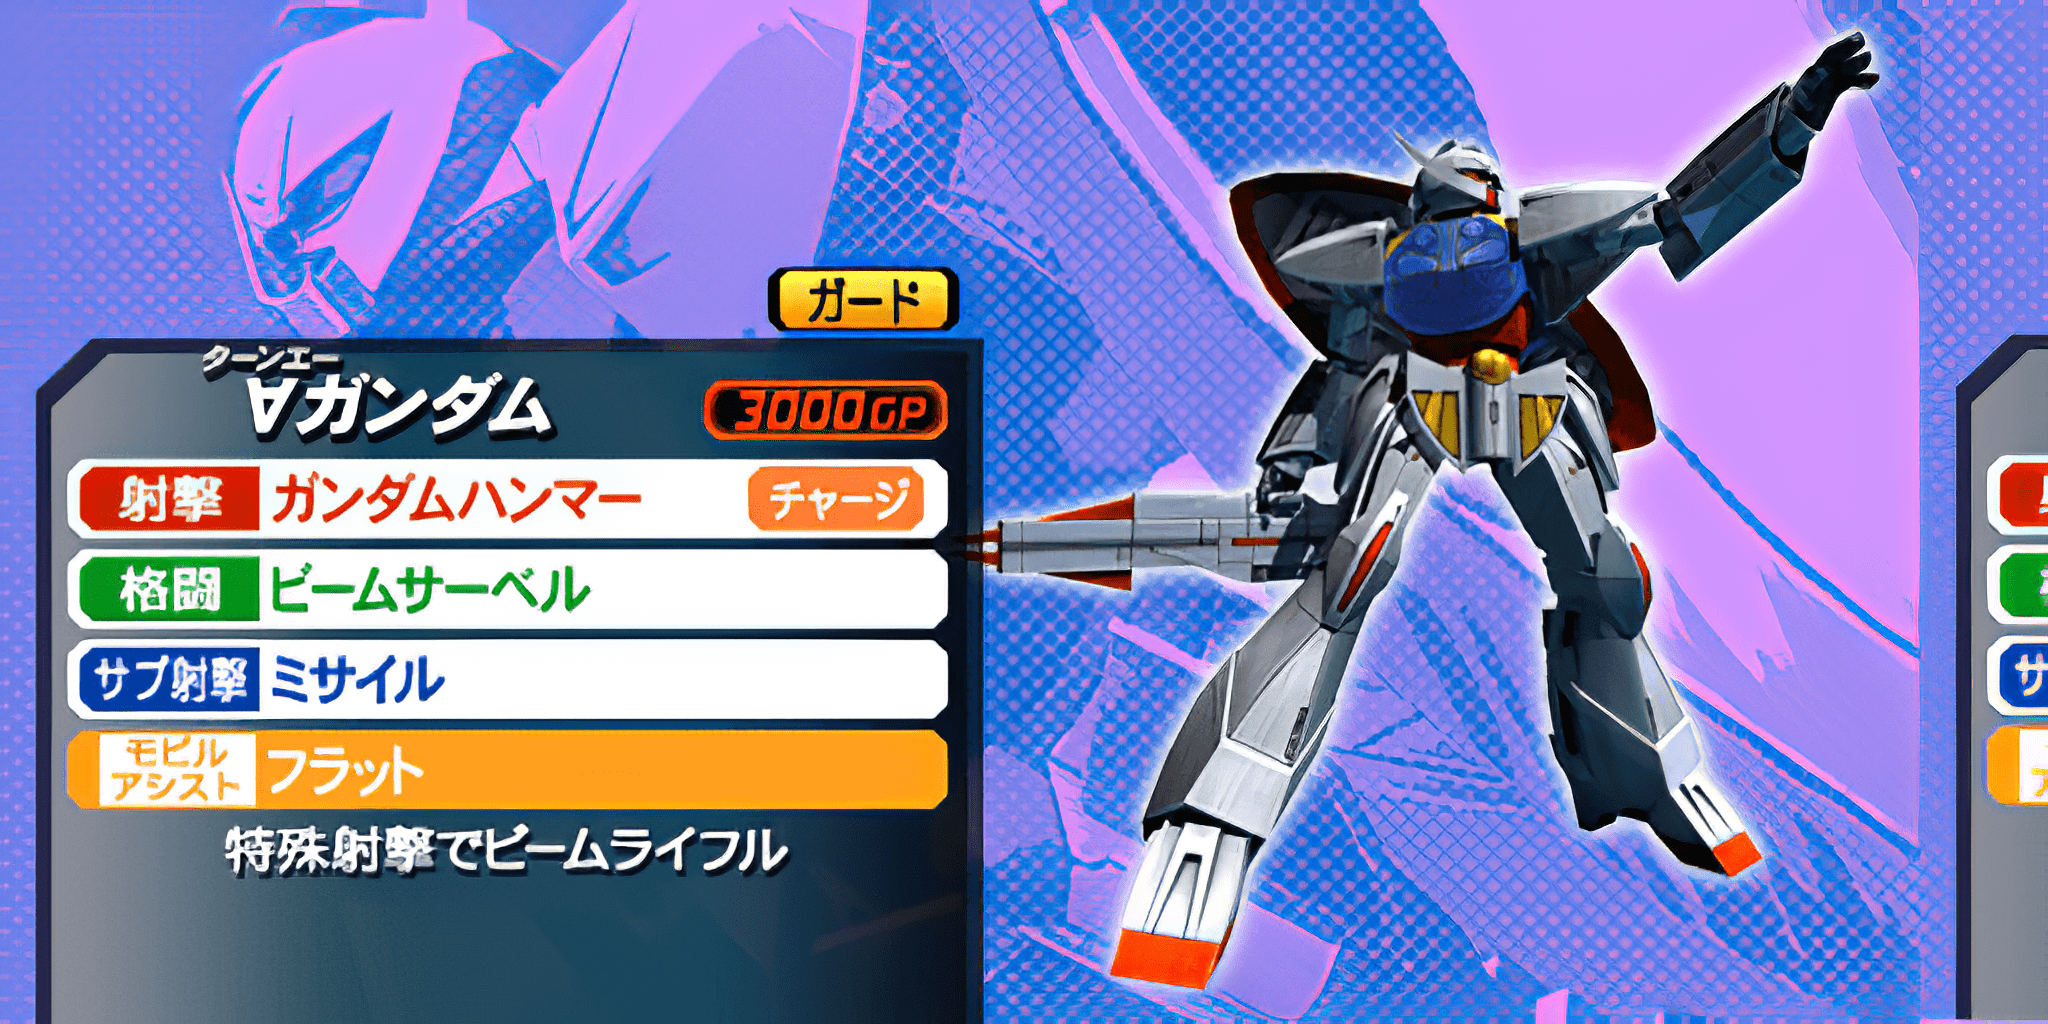 ガード
ターンエー
∀ガンダム
3000GP
射撃 ガンダムハンマー チャージ
格闘 ビームサーベル
サブ射撃 ミサイル
モビル
アシスト フラット
特殊射撃でビームライフル
サ